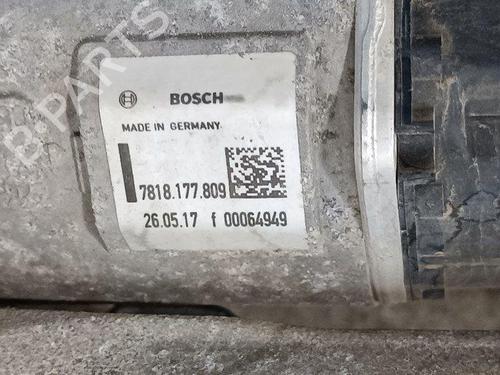 B-PARTS
BOSCH
MADE IN GERMANY
7818.177.809
26.05.17 f 00064949